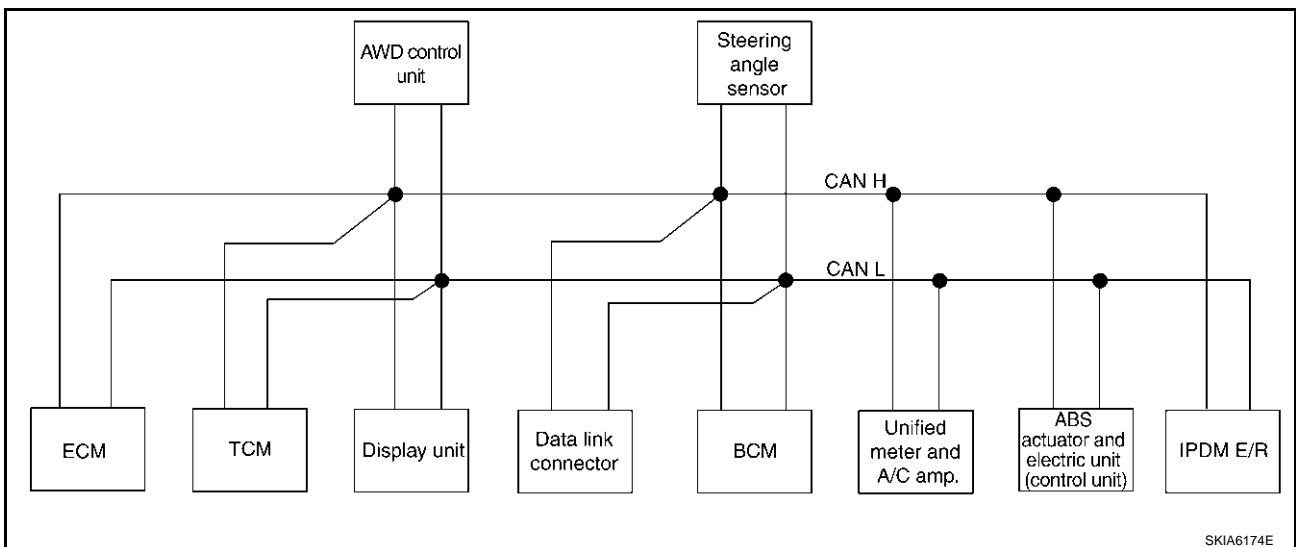 AWD control
unit
Steering
angle
sensor
CAN H
CAN L
ECM
TCM
Display unit
Data link
connector
BCM
Unified
meter and
A/C amp.
ABS
actuator and
electric unit
(control unit)
IPDM E/R
SKIA6174E